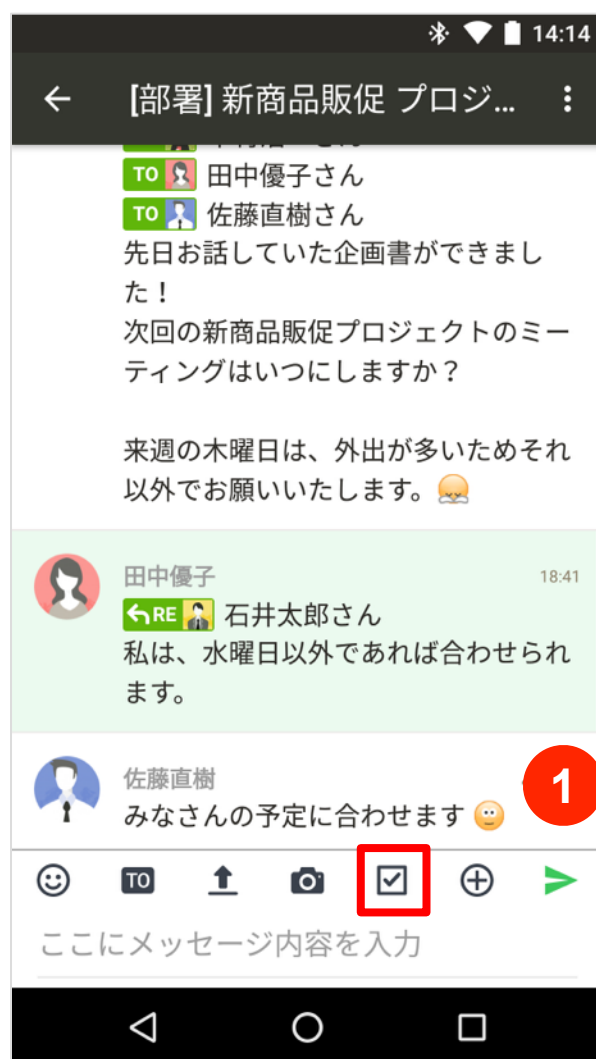 14:14
[部署] 新商品販促 プロジ...
TO 田中優子さん
TO 佐藤直樹さん
先日お話していた企画書ができまし
た！
次回の新商品販促プロジェクトのミー
ティングはいつにしますか？
来週の木曜日は、外出が多いためそれ
以外でお願いいたします。
田中優子 18:41
RE 石井太郎さん
私は、水曜日以外であれば合わせられ
ます。
佐藤直樹
みなさんの予定に合わせます
1
TO
ここにメッセージ内容を入力